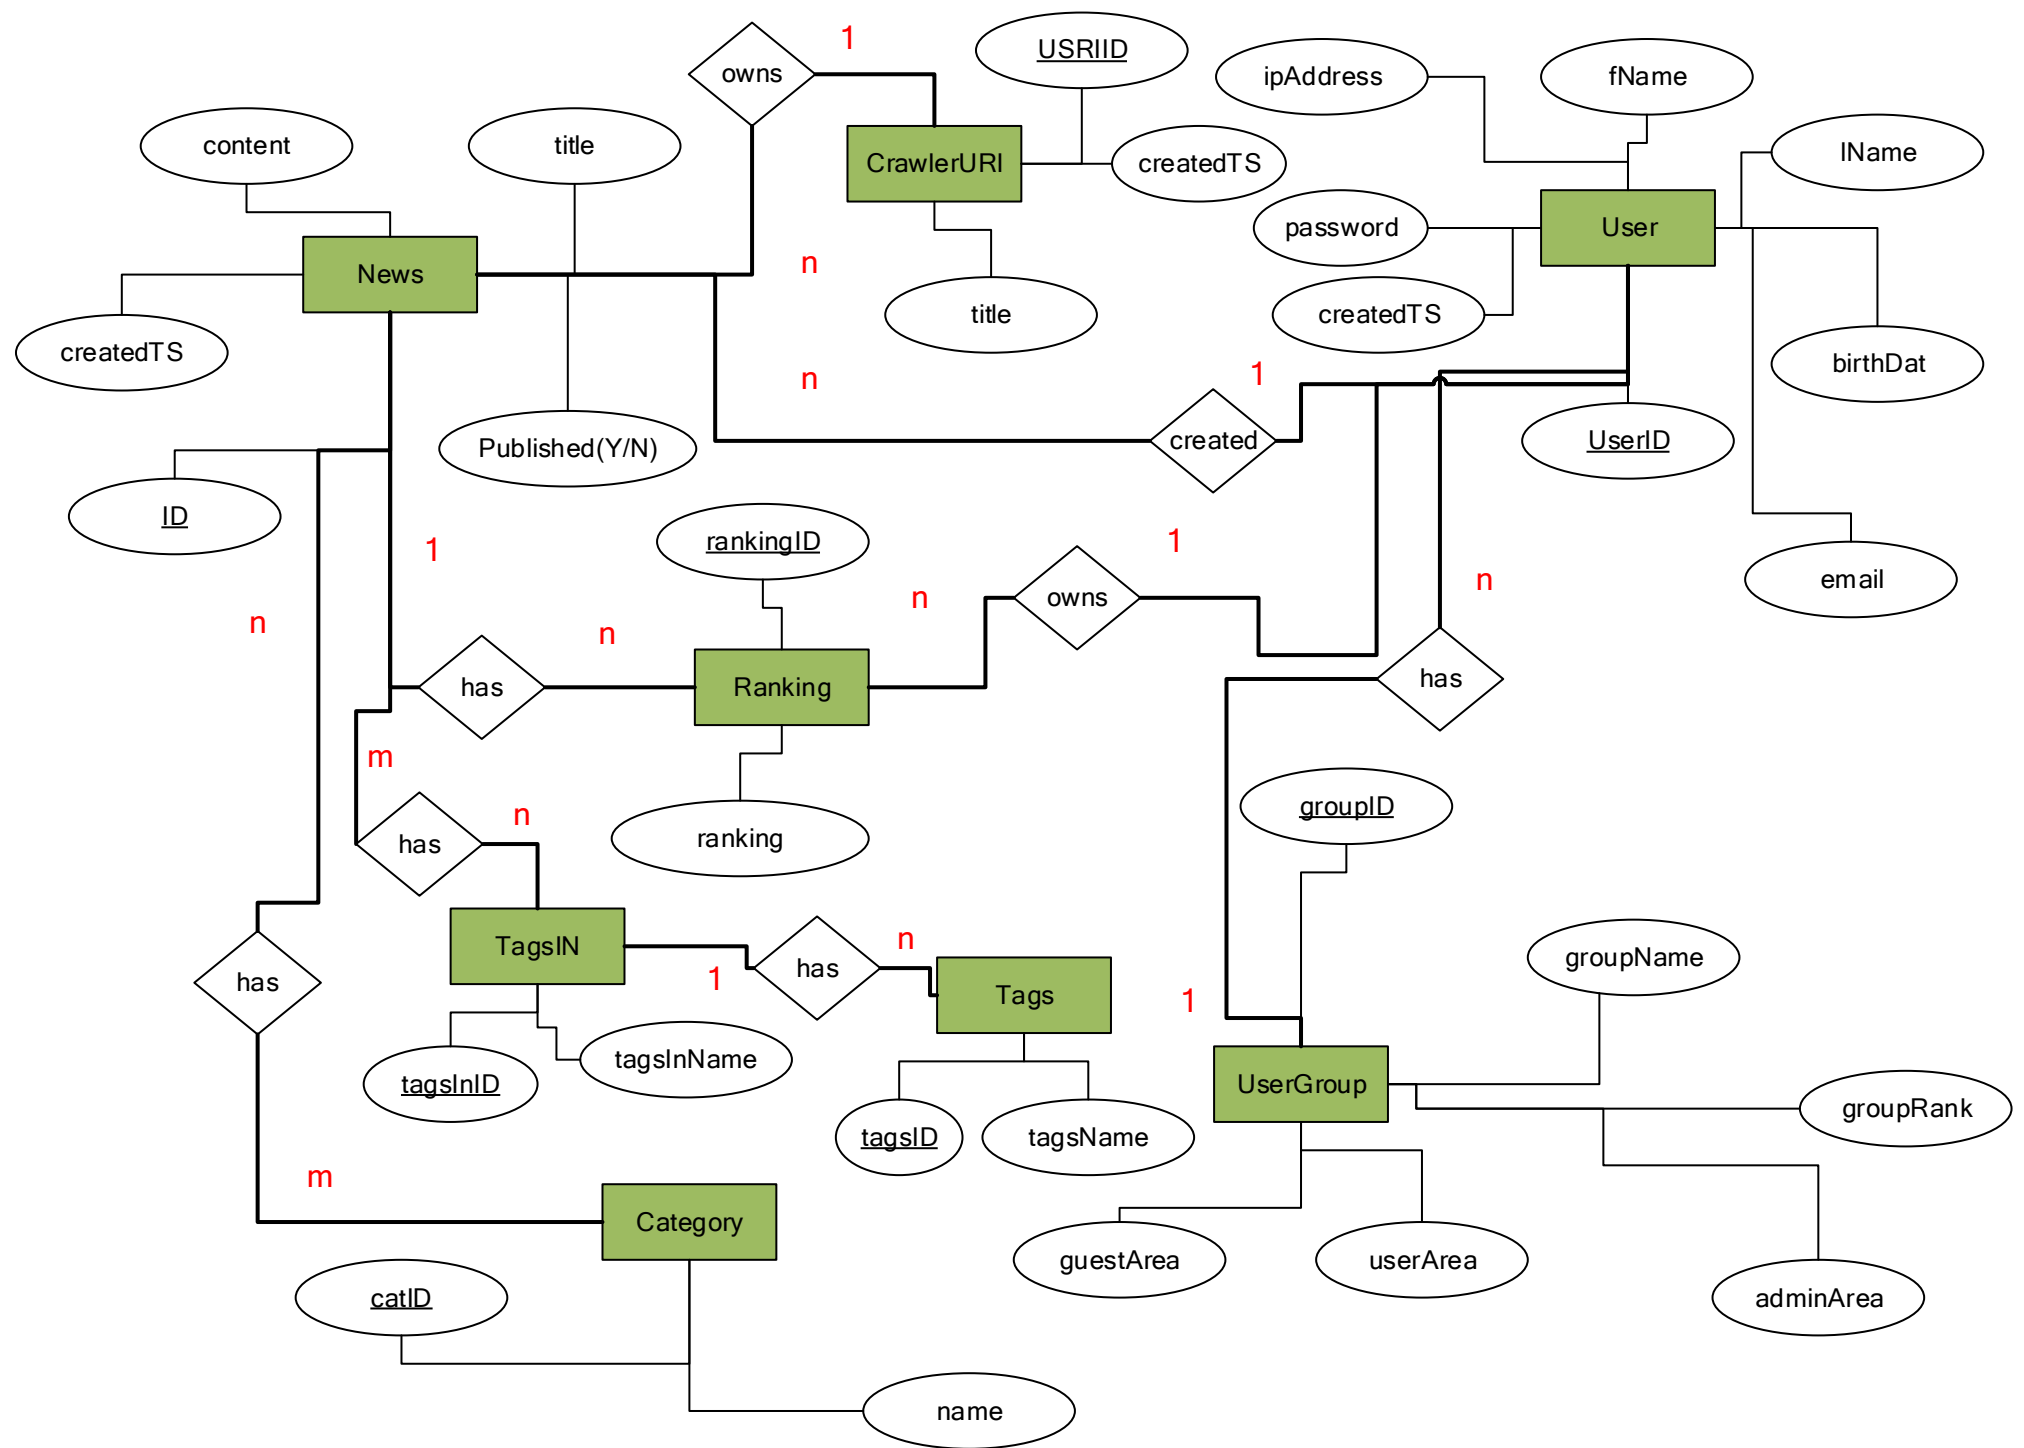 1
USRIID
owns
ipAddress
fName
content
title
CrawlerURI
createdTS
lName
password
User
News
n
title
createdTS
createdTS
n
1
birthDat
Published(Y/N)
created
UserID
ID
1
rankingID
1
n
email
n
n
n
owns
has
Ranking
has
m
groupID
n
has
ranking
TagsIN
n
groupName
has
1
has
Tags
1
tagsInName
tagsInID
UserGroup
groupRank
tagsID
tagsName
m
Category
guestArea
userArea
catID
adminArea
name